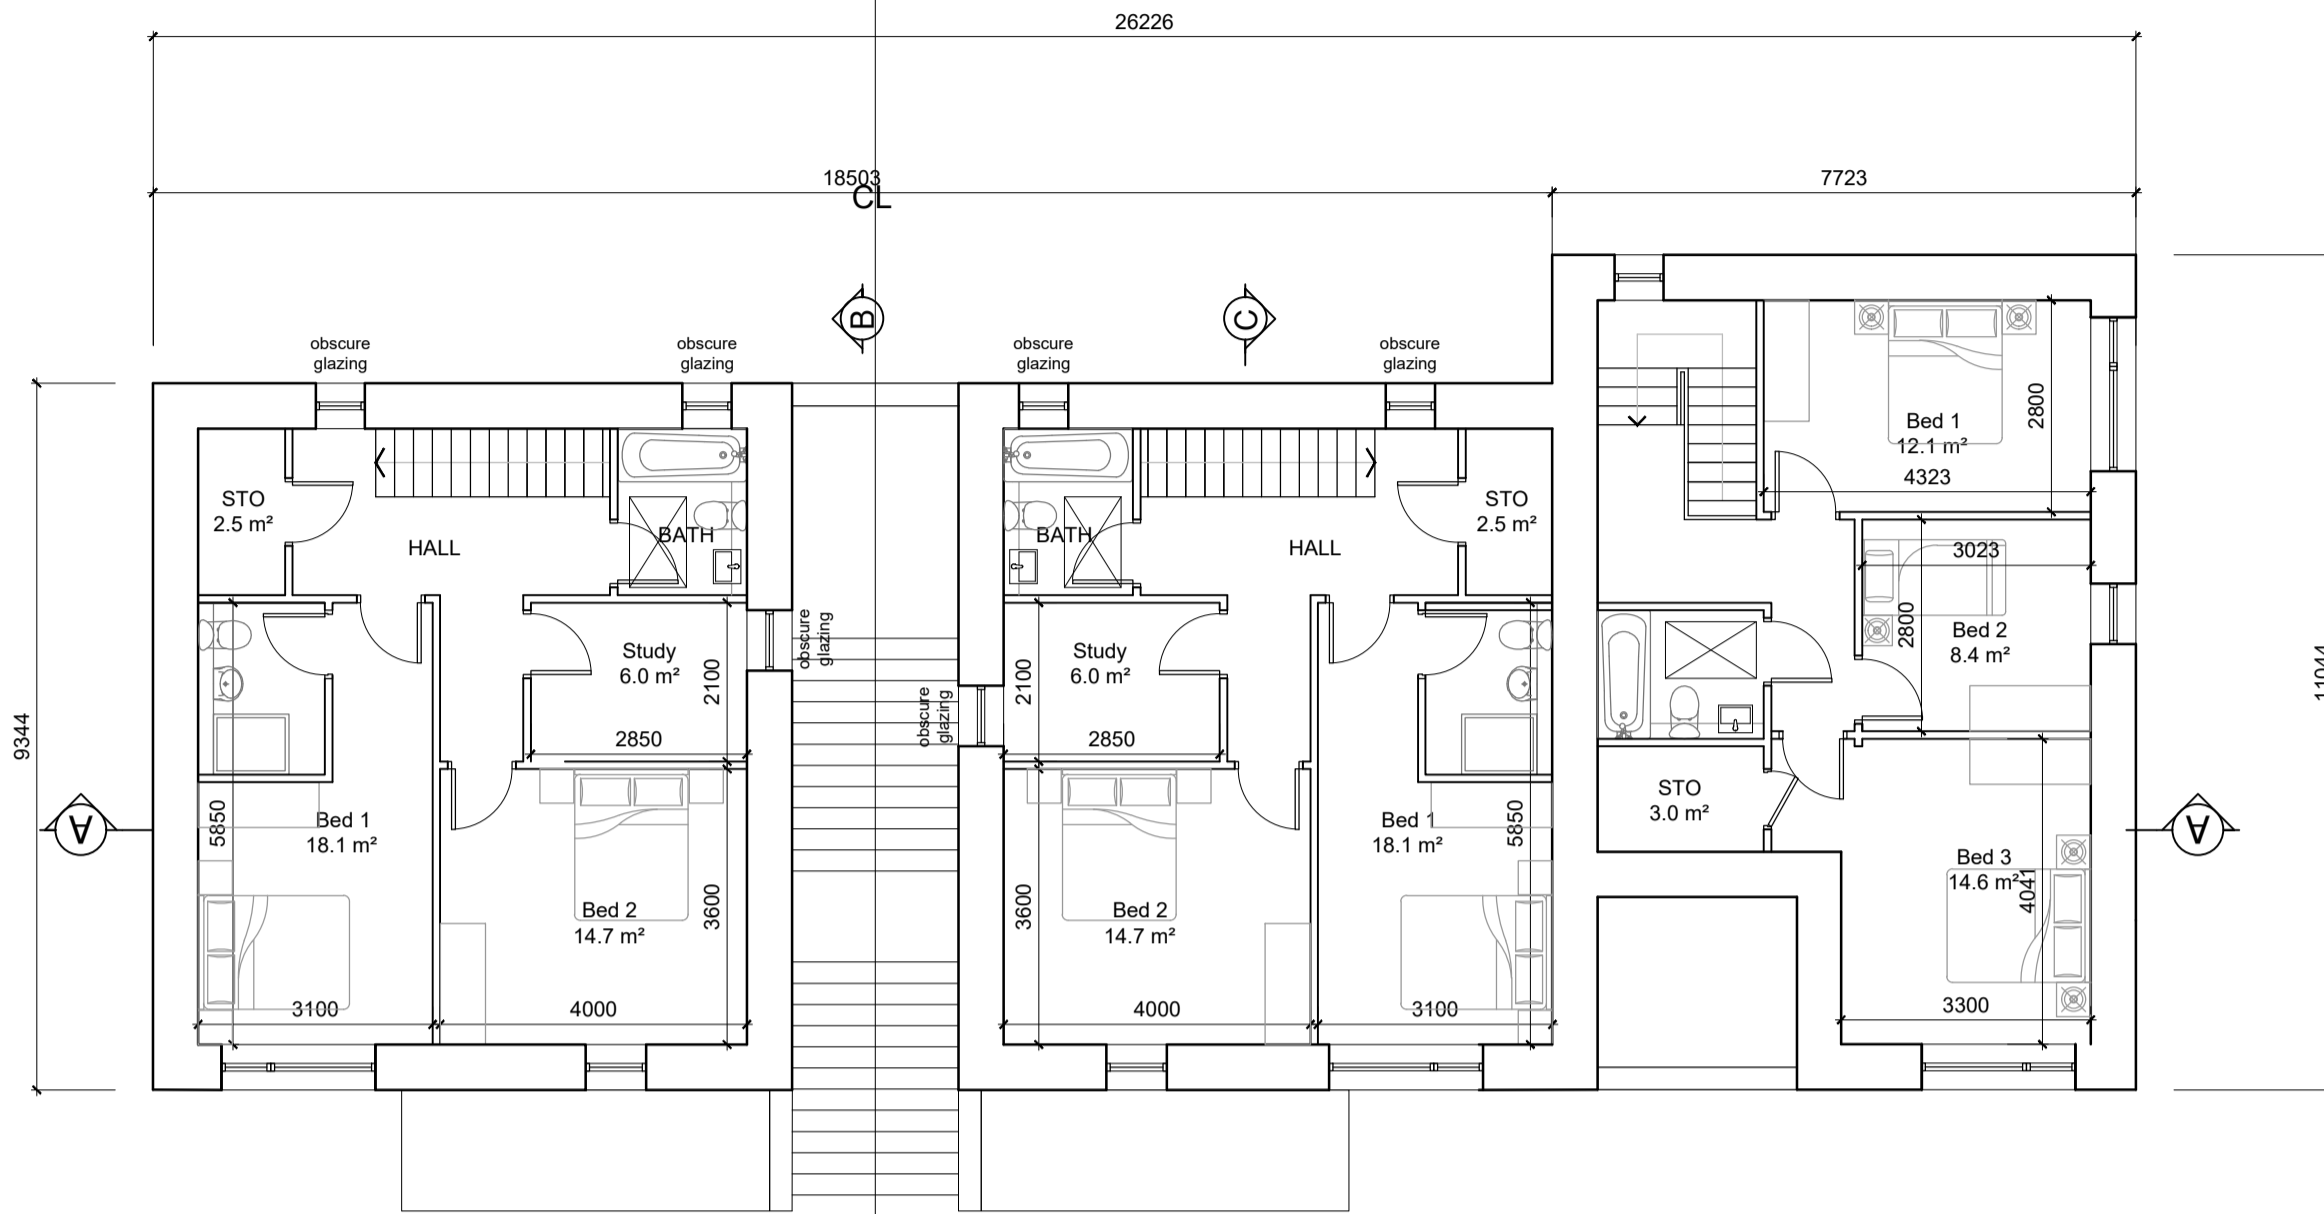 26226
18503
CL
7723
B
C
obscure
glazing
obscure
glazing
obscure
glazing
obscure
glazing
STO
2.5 m²
HALL
BATH
BATH
HALL
STO
2.5 m²
Bed 1
12.1 m²
4323
2800
3023
2800
Bed 2
8.4 m²
11044
9344
Study
6.0 m²
2100
2850
obscure
glazing
obscure
glazing
Study
6.0 m²
2100
2850
A
5850
Bed 1
18.1 m²
3100
Bed 2
14.7 m²
3600
4000
3600
Bed 2
14.7 m²
4000
Bed 1
18.1 m²
5850
3100
STO
3.0 m²
Bed 3
14.6 m²
4041
3300
A